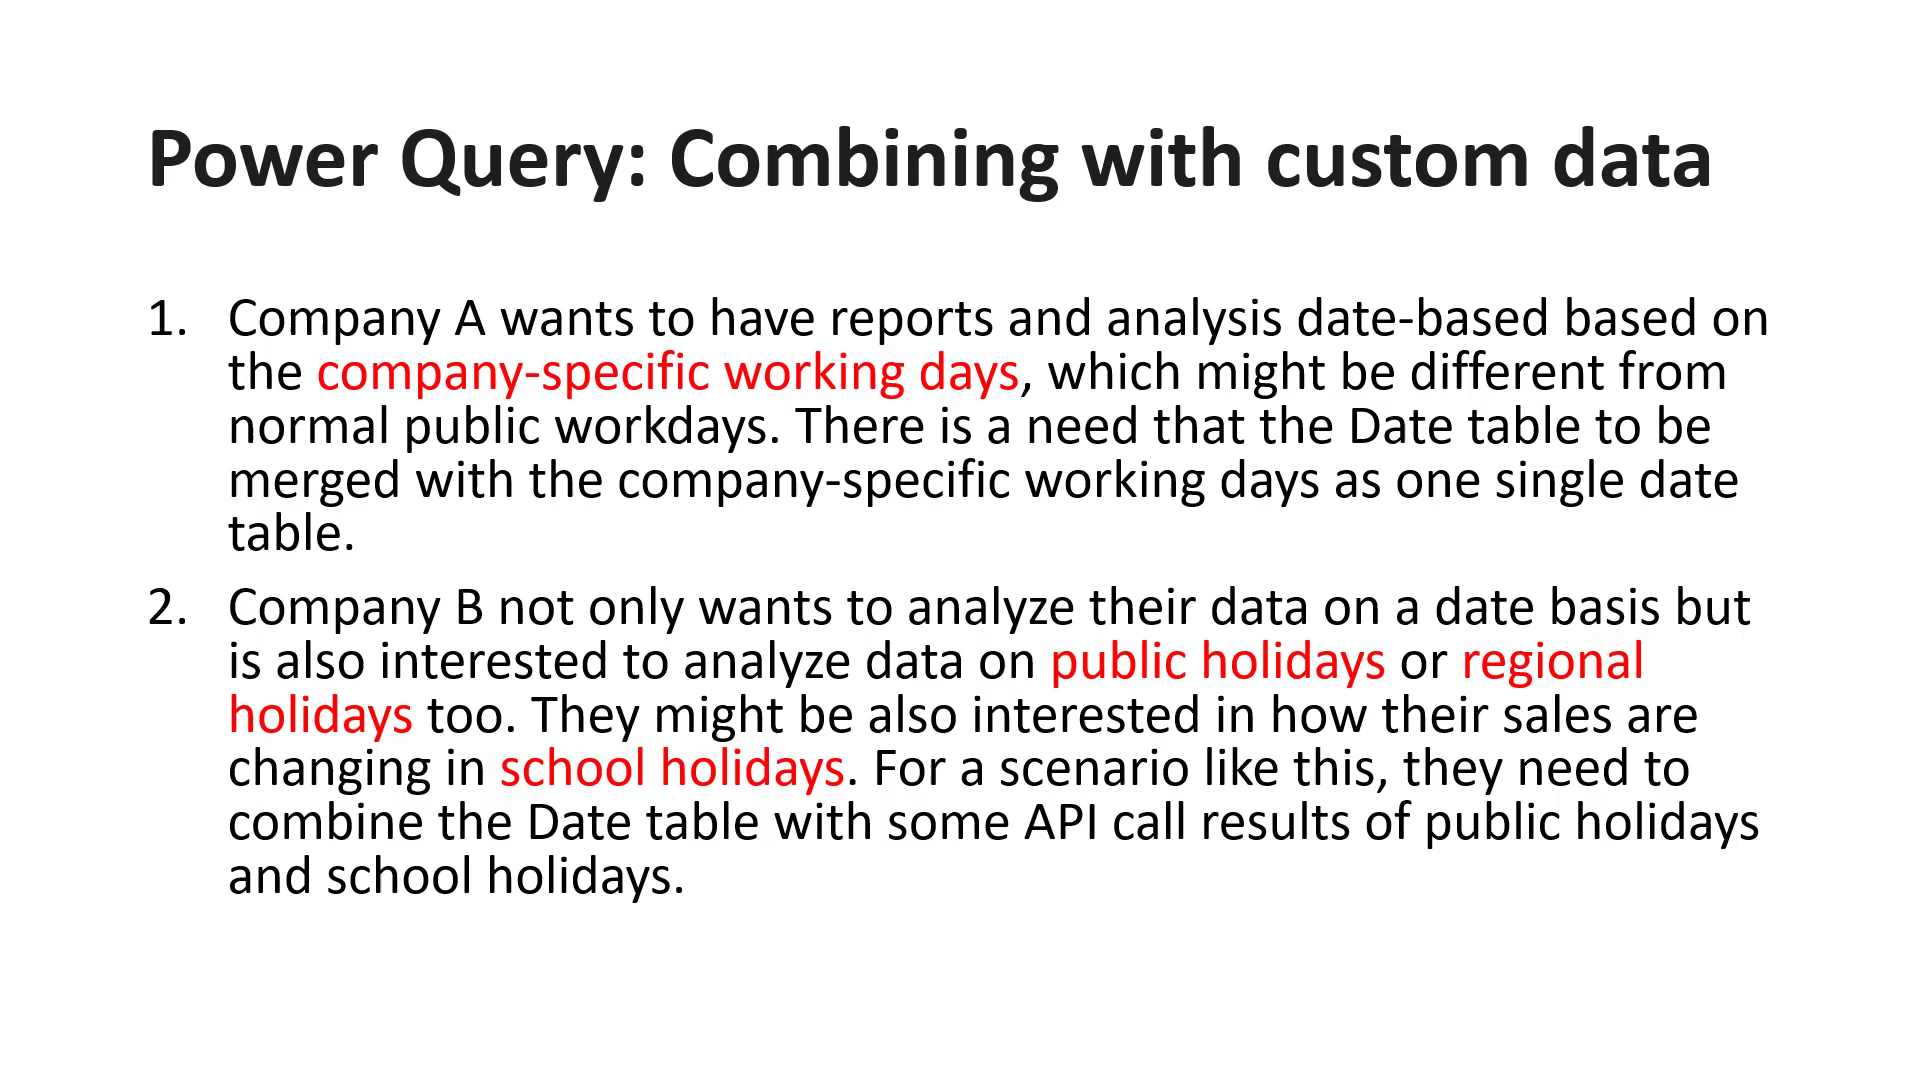 Power Query: Combining with custom data
1. Company A wants to have reports and analysis date-based based on
the company-specific working days, which might be different from
normal public workdays. There is a need that the Date table to be
merged with the company-specific working days as one single date
table.
2. Company B not only wants to analyze their data on a date basis but
is also interested to analyze data on public holidays or regional
holidays too. They might be also interested in how their sales are
changing in school holidays. For a scenario like this, they need to
combine the Date table with some API call results of public holidays
and school holidays.